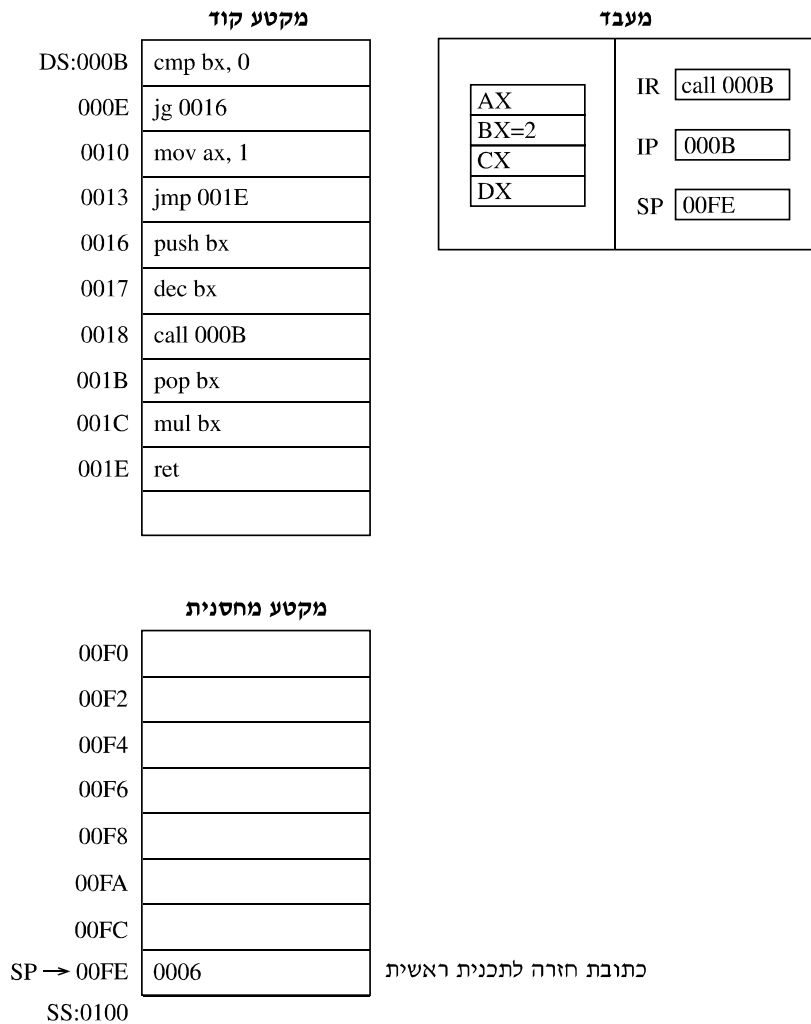 מקטע קוד
DS:000B cmp bx, 0
000E jg 0016
0010 mov ax, 1
0013 jmp 001E
0016 push bx
0017 dec bx
0018 call 000B
001B pop bx
001C mul bx
001E ret
מעבד
AX
BX=2
CX
DX
IR call 000B
IP 000B
SP 00FE
מקטע מחסנית
00F0
00F2
00F4
00F6
00F8
00FA
00FC
SP → 00FE 0006 כתובת חזרה לתכנית ראשית
SS:0100